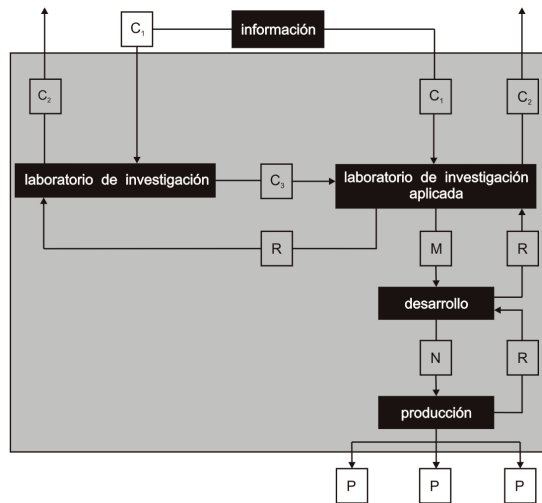 C₁
información
C₂
C₁
C₂
laboratorio de investigación
C₃
laboratorio de investigación
aplicada
R
M
R
desarrollo
N
R
producción
P
P
P